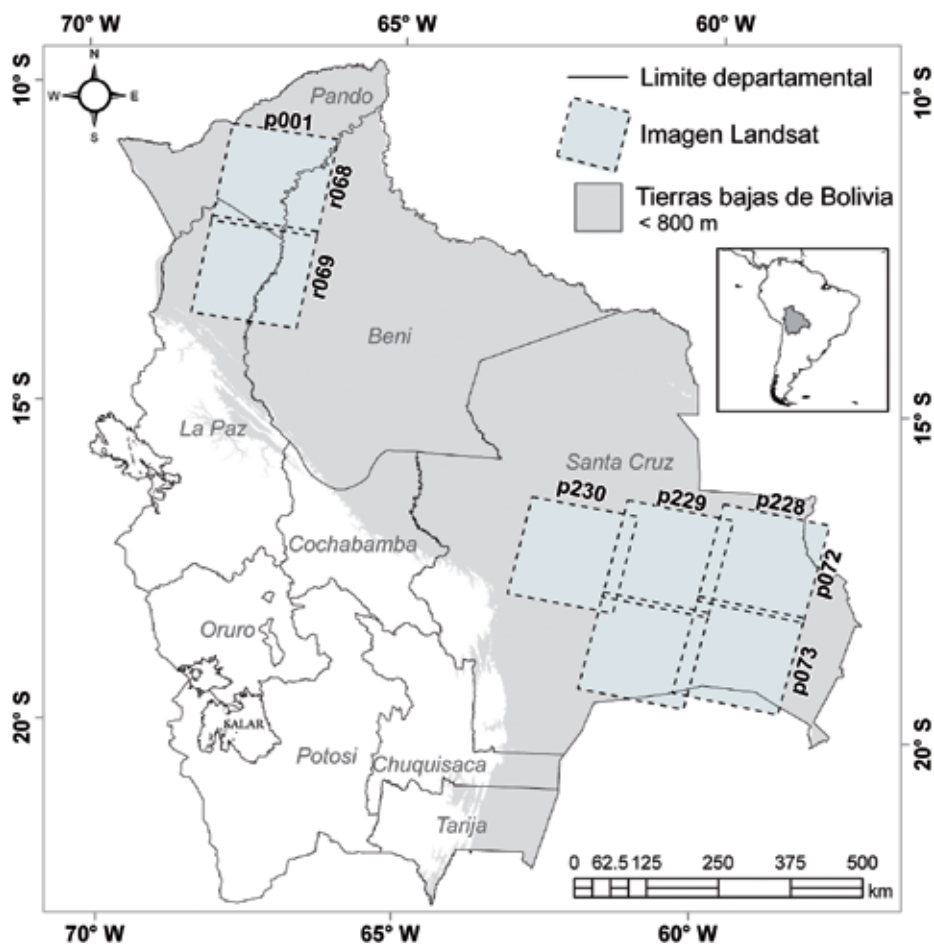 70° W
65° W
60° W
10° S
10° S
N
W
E
S
Limite departamental
Imagen Landsat
Tierras bajas de Bolivia
< 800 m
Pando
p001
r068
r069
Beni
15° S
15° S
La Paz
Santa Cruz
p230
p229
p228
p072
Cochabamba
Oruro
p073
20° S
20° S
SALAR
Potosi
Chuquisaca
Tarija
0 62.5 125 250 375 500
km
70° W
65° W
60° W